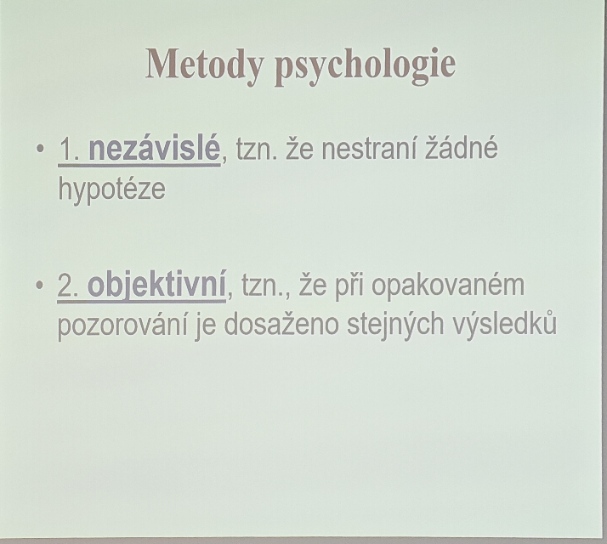 Metody psychologie
• 1. nezávislé, tzn. že nestraní žádné
hypotéze
• 2. objektivní, tzn., že při opakovaném
pozorování je dosaženo stejných výsledků